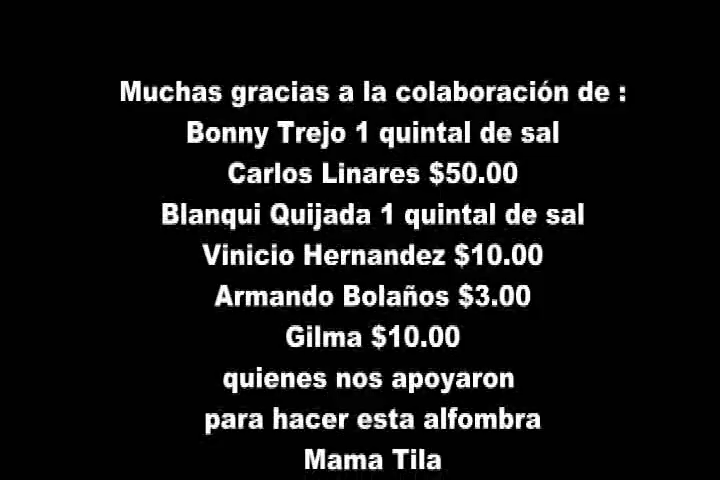 Muchas gracias a la colaboración de :
Bonny Trejo 1 quintal de sal
Carlos Linares $50.00
Blanqui Quijada 1 quintal de sal
Vinicio Hernandez $10.00
Armando Bolaños $3.00
Gilma $10.00
quienes nos apoyaron
para hacer esta alfombra
Mama Tila